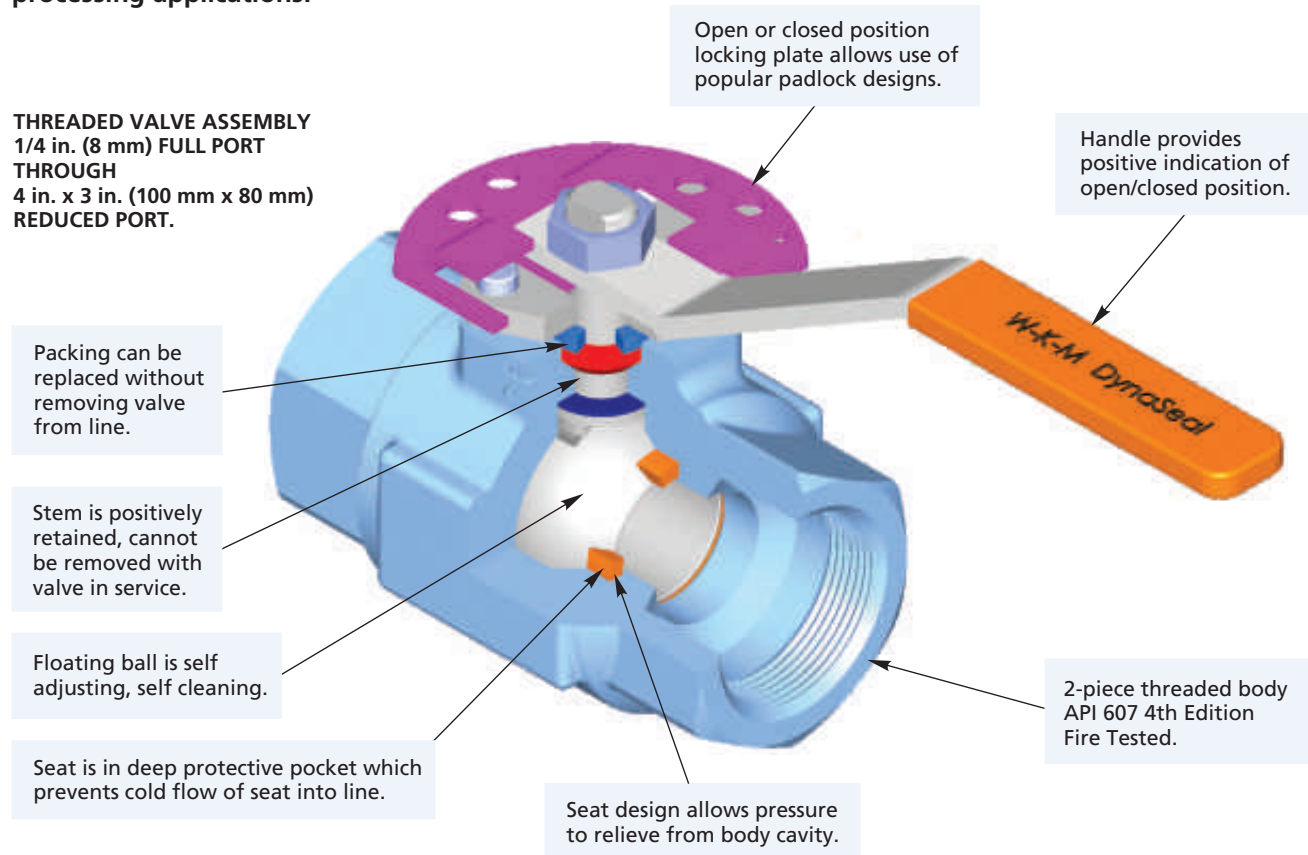 processing applications.
THREADED VALVE ASSEMBLY
1/4 in. (8 mm) FULL PORT
THROUGH
4 in. x 3 in. (100 mm x 80 mm)
REDUCED PORT.
Open or closed position
locking plate allows use of
popular padlock designs.
Handle provides
positive indication of
open/closed position.
W-K-M DynaSeal
Packing can be
replaced without
removing valve
from line.
Stem is positively
retained, cannot
be removed with
valve in service.
Floating ball is self
adjusting, self cleaning.
Seat is in deep protective pocket which
prevents cold flow of seat into line.
Seat design allows pressure
to relieve from body cavity.
2-piece threaded body
API 607 4th Edition
Fire Tested.